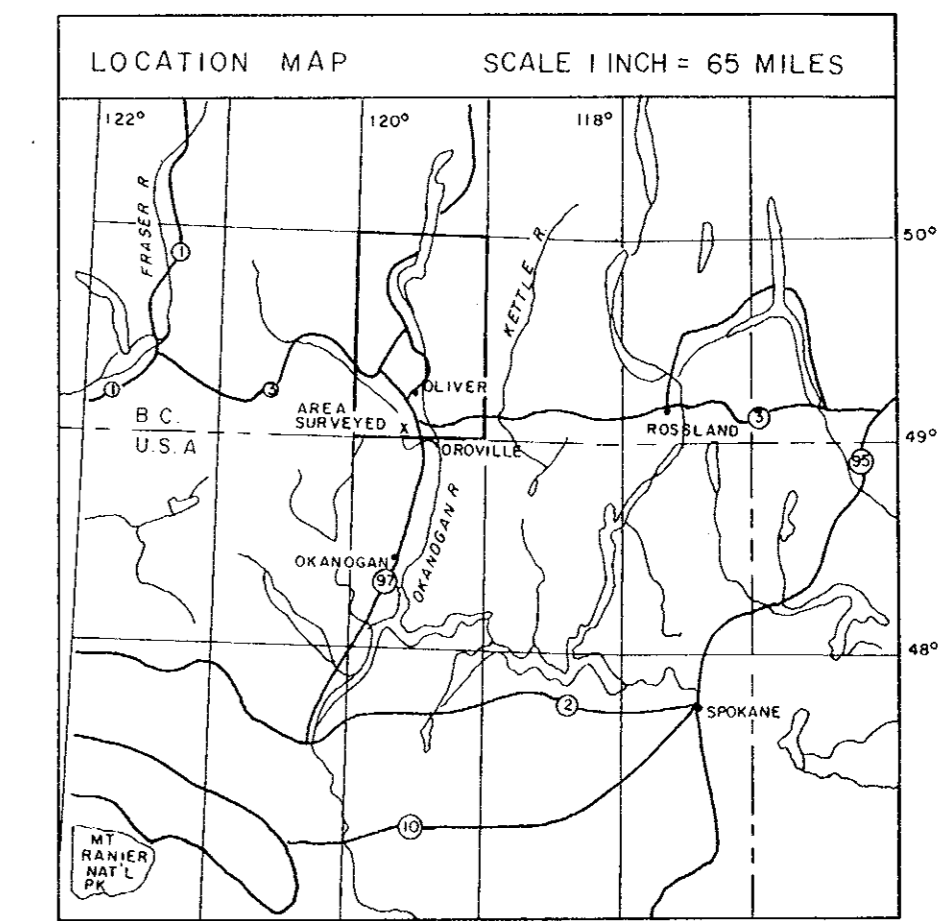 LOCATION MAP
SCALE 1 INCH = 65 MILES
122°
120°
118°
50°
FRASER R
KETTLE R.
1
1
3
OLIVER
AREA
SURVEYED X
B.C.
U.S.A
OROVILLE
ROSSLAND
3
49°
95
OKANOGAN R
OKANOGAN
97
48°
2
SPOKANE
10
MT
RANIER
NAT'L
PK